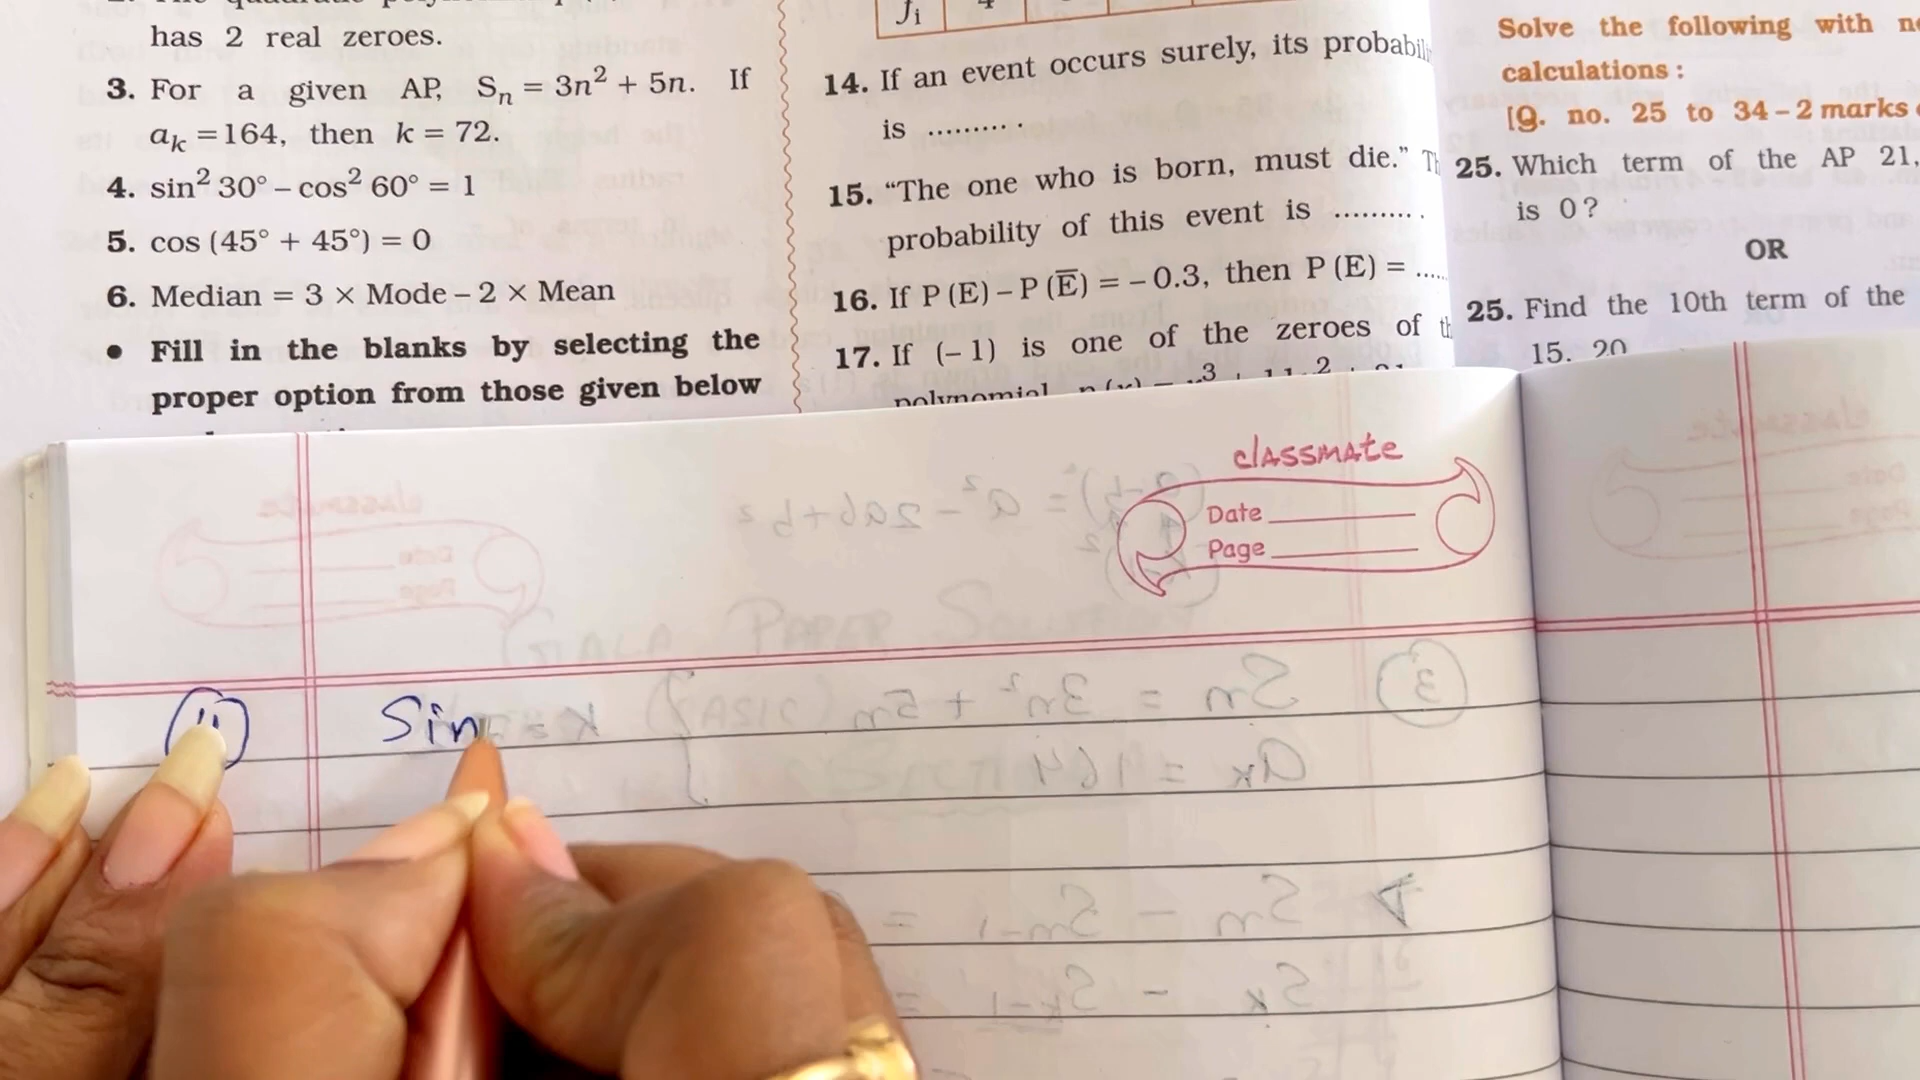 has 2 real zeroes.
3. For a given AP, Sn = 3n² + 5n. If
ak = 164, then k = 72.
4. sin² 30° – cos² 60° = 1
5. cos (45° + 45°) = 0
6. Median = 3 × Mode – 2 × Mean
• Fill in the blanks by selecting the
proper option from those given below
fi
14. If an event occurs surely, its
is ..........
15. “The one who is born, must die.”
probability of this event is ..........
16. If P (E) – P (E̅) = – 0.3, then P (E) = .....
17. If (– 1) is one of the zeroes of
polynomial
Solve the following with
calculations :
[Q. no. 25 to 34 – 2 marks
25. Which term of the AP 21,
is 0?
OR
25. Find the 10th term of the
15. 20
classmate
Date
Page
Sin